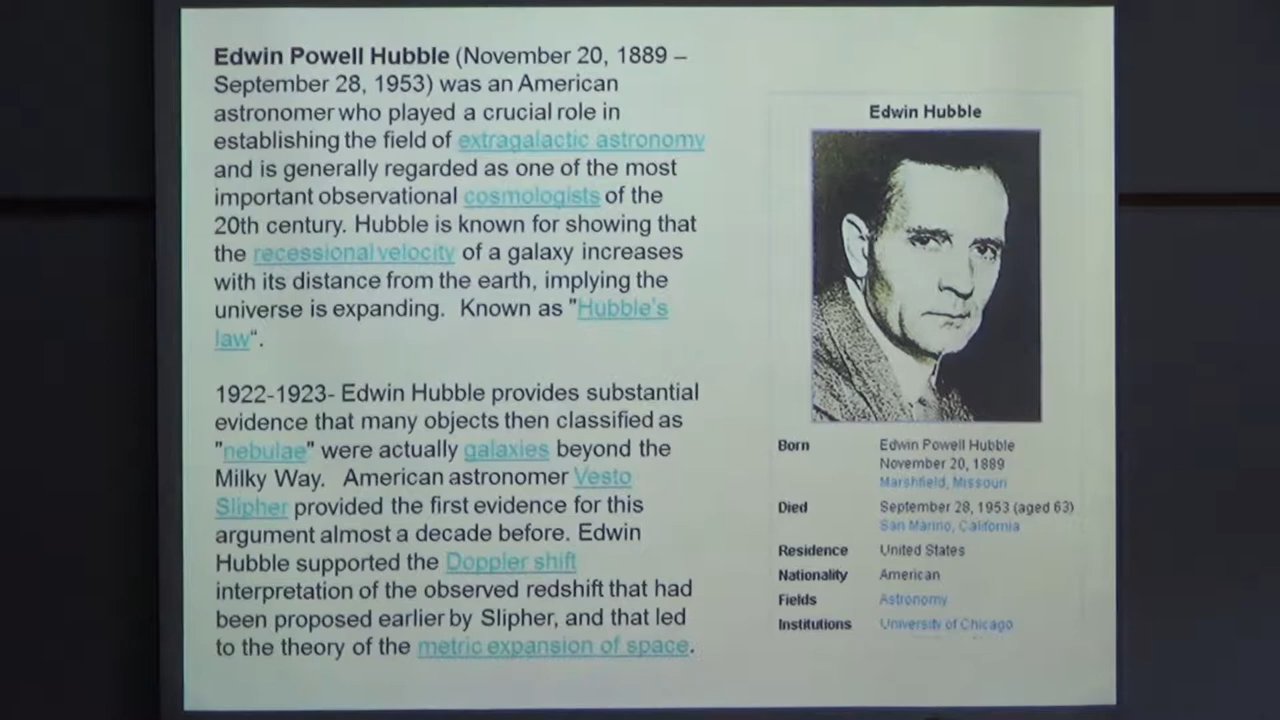 Edwin Powell Hubble (November 20, 1889 –
September 28, 1953) was an American
astronomer who played a crucial role in
establishing the field of extragalactic astronomy
and is generally regarded as one of the most
important observational cosmologists of the
20th century. Hubble is known for showing that
the recessional velocity of a galaxy increases
with its distance from the earth, implying the
universe is expanding.  Known as "Hubble's
law“.
1922-1923- Edwin Hubble provides substantial
evidence that many objects then classified as
"nebulae" were actually galaxies beyond the
Milky Way.   American astronomer Vesto
Slipher provided the first evidence for this
argument almost a decade before. Edwin
Hubble supported the Doppler shift
interpretation of the observed redshift that had
been proposed earlier by Slipher, and that led
to the theory of the metric expansion of space.
Edwin Hubble
Born Edwin Powell Hubble
November 20, 1889
Marshfield, Missouri
Died September 28, 1953 (aged 63)
San Marino, California
Residence United States
Nationality American
Fields Astronomy
Institutions University of Chicago